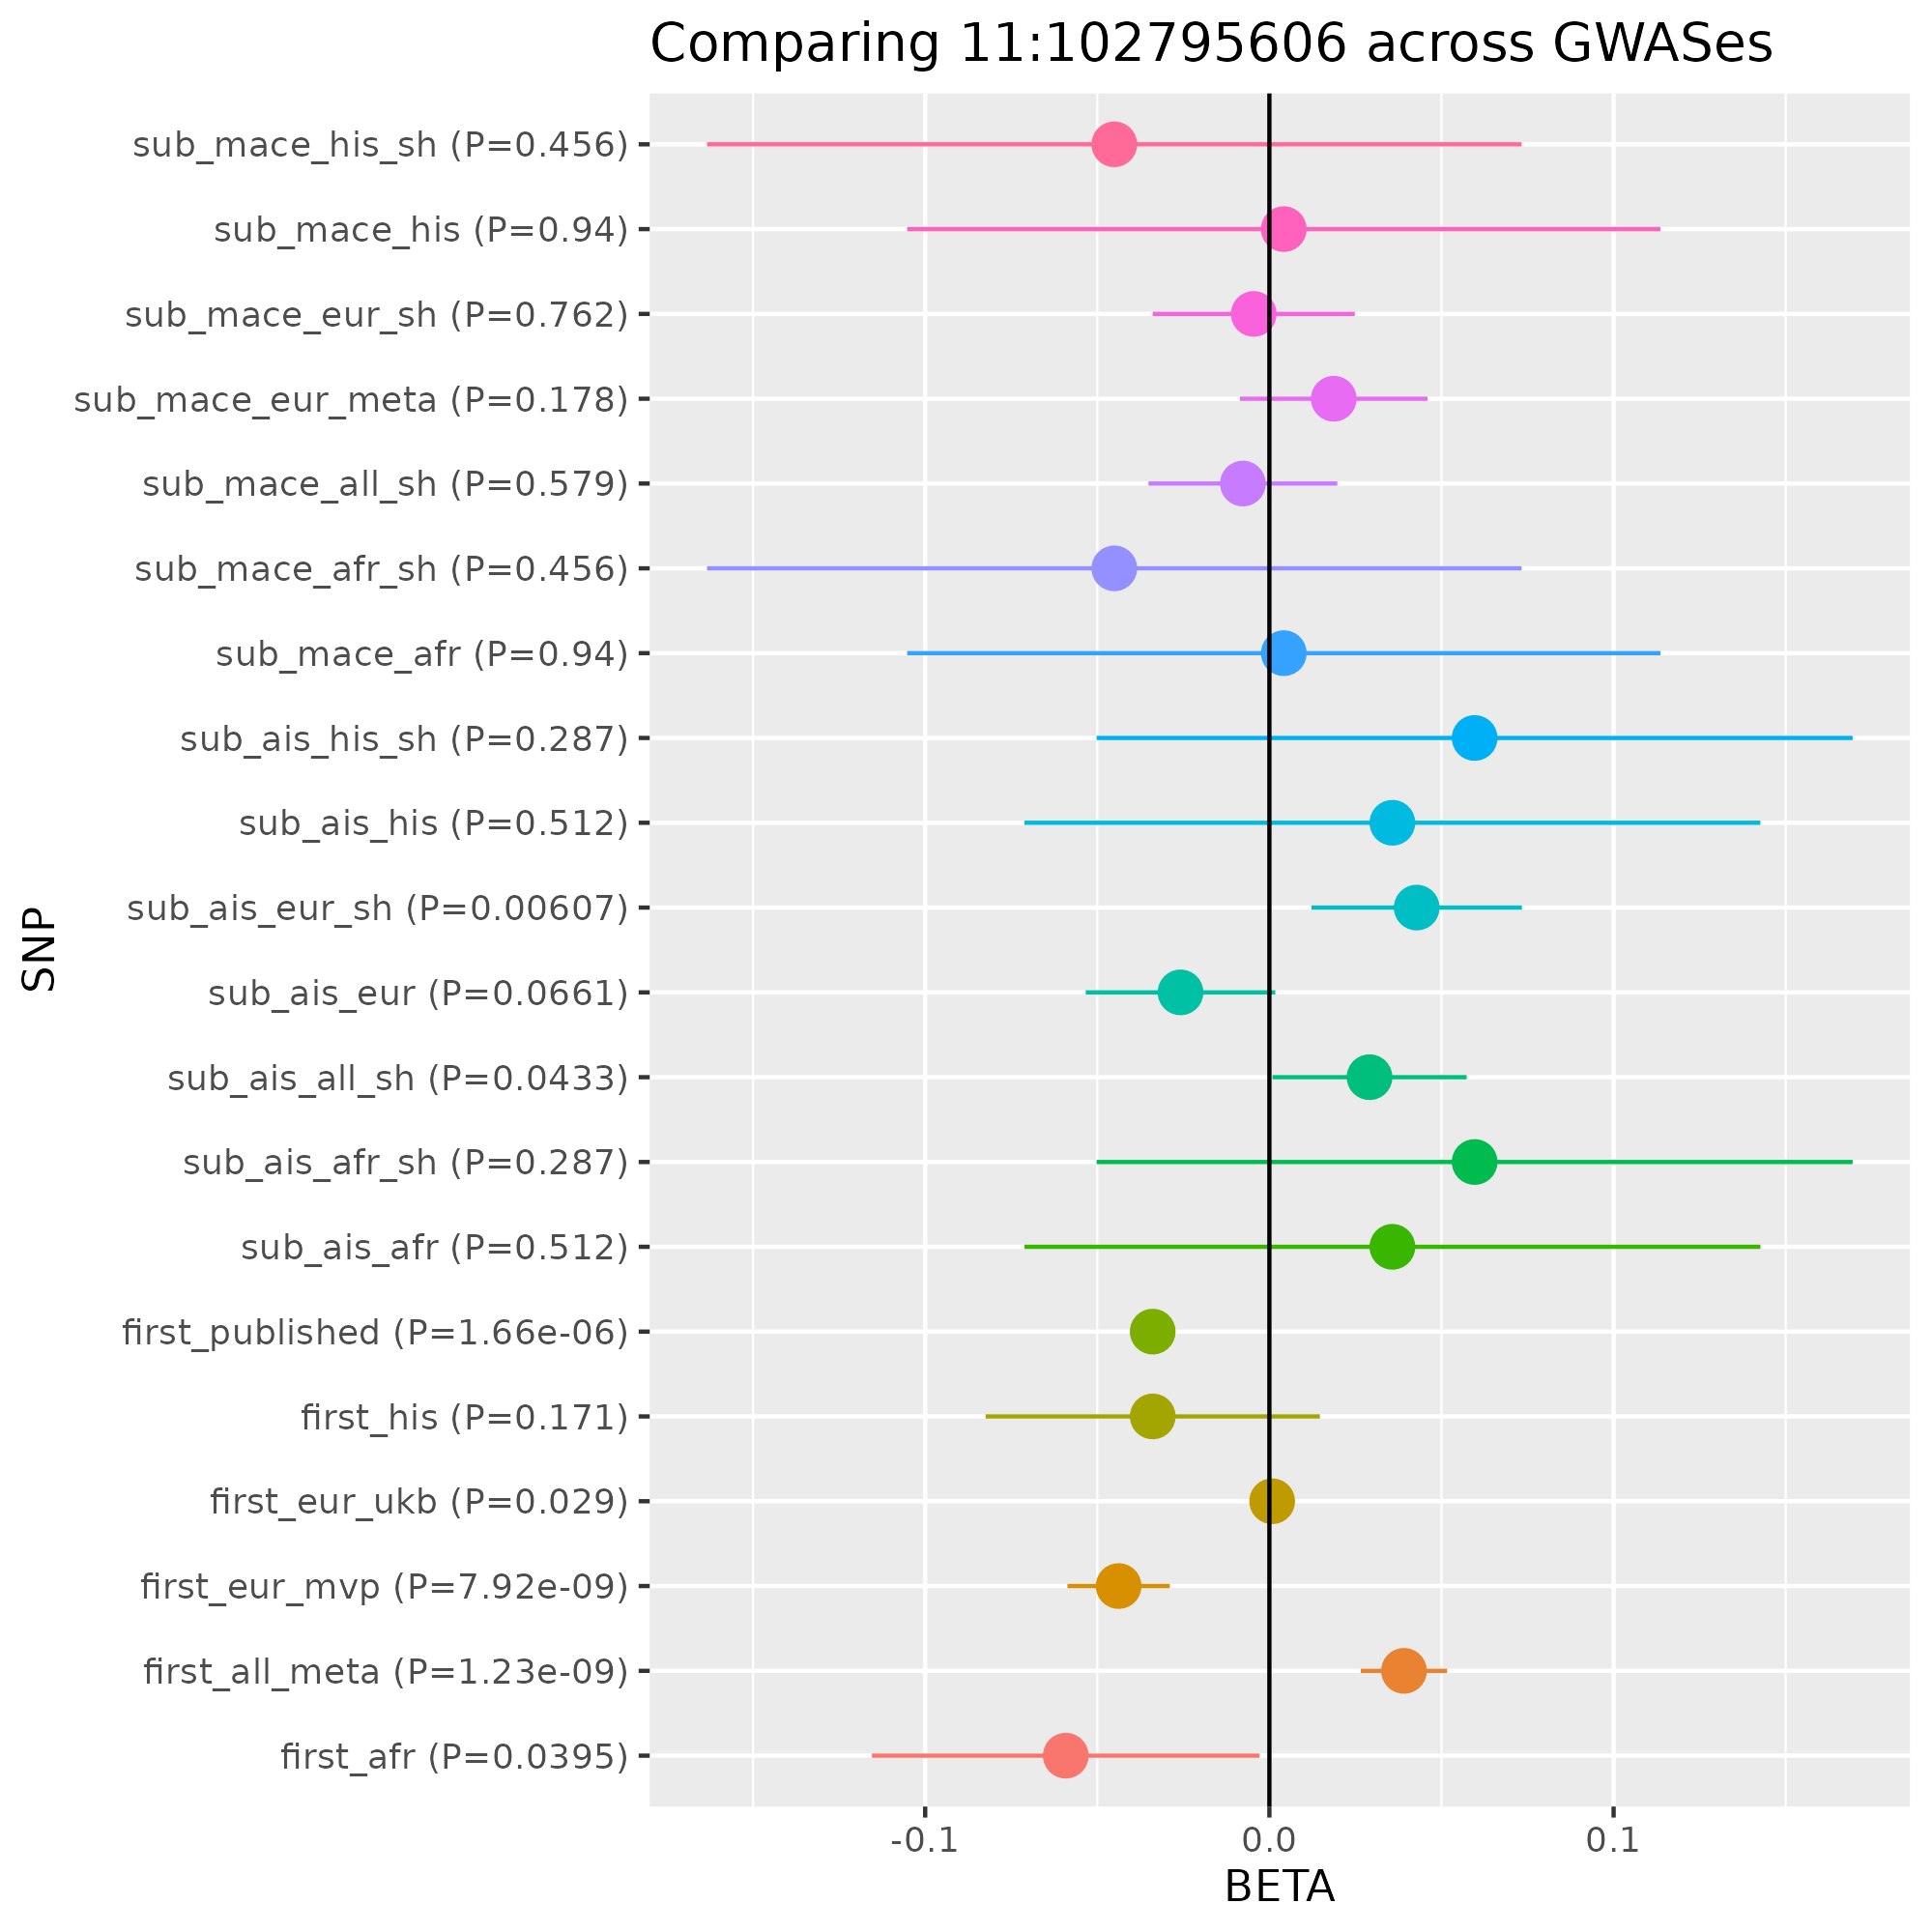 Comparing 11:102795606 across GWASes
sub_mace_his_sh (P=0.456)
sub_mace_his (P=0.94)
sub_mace_eur_sh (P=0.762)
sub_mace_eur_meta (P=0.178)
sub_mace_all_sh (P=0.579)
sub_mace_afr_sh (P=0.456)
sub_mace_afr (P=0.94)
sub_ais_his_sh (P=0.287)
sub_ais_his (P=0.512)
sub_ais_eur_sh (P=0.00607)
sub_ais_eur (P=0.0661)
sub_ais_all_sh (P=0.0433)
sub_ais_afr_sh (P=0.287)
sub_ais_afr (P=0.512)
first_published (P=1.66e-06)
first_his (P=0.171)
first_eur_ukb (P=0.029)
first_eur_mvp (P=7.92e-09)
first_all_meta (P=1.23e-09)
first_afr (P=0.0395)
SNP
-0.1 0.0 0.1
BETA